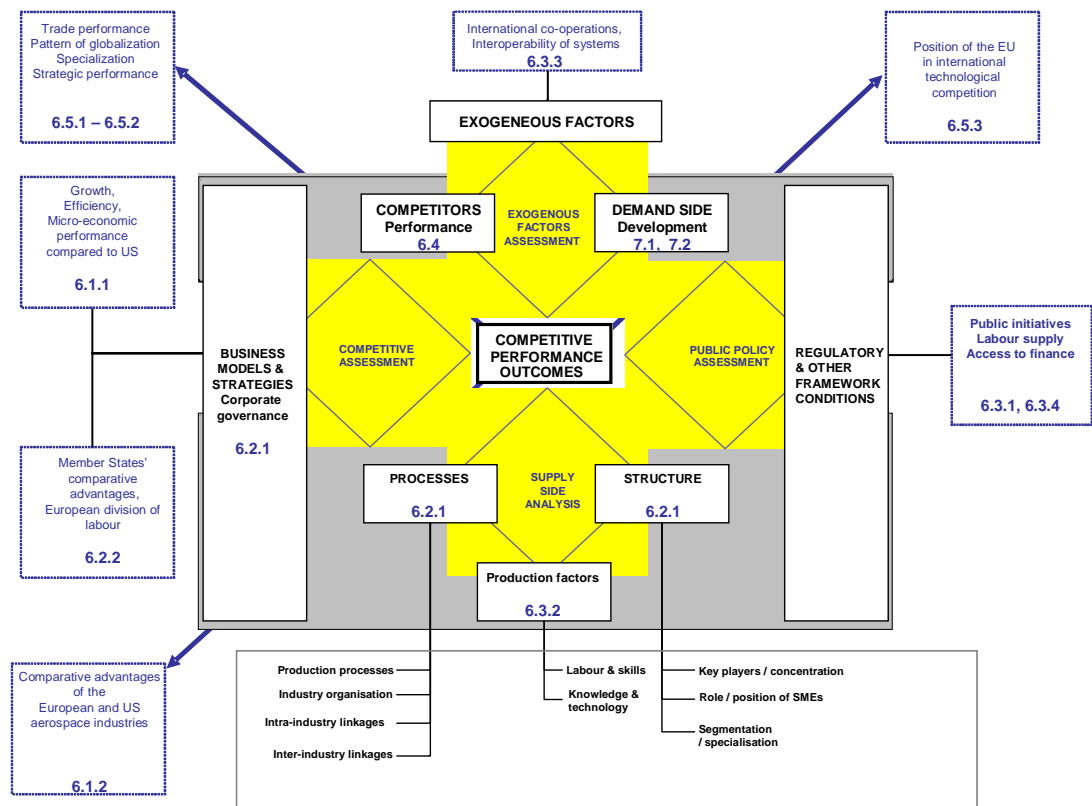 Trade performance
Pattern of globalization
Specialization
Strategic performance
6.5.1 – 6.5.2
International co-operations,
Interoperability of systems
6.3.3
Position of the EU
in international
technological
competition
6.5.3
EXOGENEOUS FACTORS
Growth,
Efficiency,
Micro-economic
performance
compared to US
6.1.1
COMPETITORS
Performance
6.4
EXOGENOUS
FACTORS
ASSESSMENT
DEMAND SIDE
Development
7.1, 7.2
BUSINESS
MODELS &
STRATEGIES
Corporate
governance
6.2.1
COMPETITIVE
ASSESSMENT
COMPETITIVE
PERFORMANCE
OUTCOMES
PUBLIC POLICY
ASSESSMENT
REGULATORY
& OTHER
FRAMEWORK
CONDITIONS
Public initiatives
Labour supply
Access to finance
6.3.1, 6.3.4
Member States'
comparative
advantages,
European division of
labour
6.2.2
PROCESSES
6.2.1
SUPPLY
SIDE
ANALYSIS
STRUCTURE
6.2.1
Production factors
6.3.2
Comparative advantages
of the
European and US
aerospace industries
6.1.2
Production processes
Industry organisation
Intra-industry linkages
Inter-industry linkages
Labour & skills
Knowledge &
technology
Key players / concentration
Role / position of SMEs
Segmentation
/ specialisation